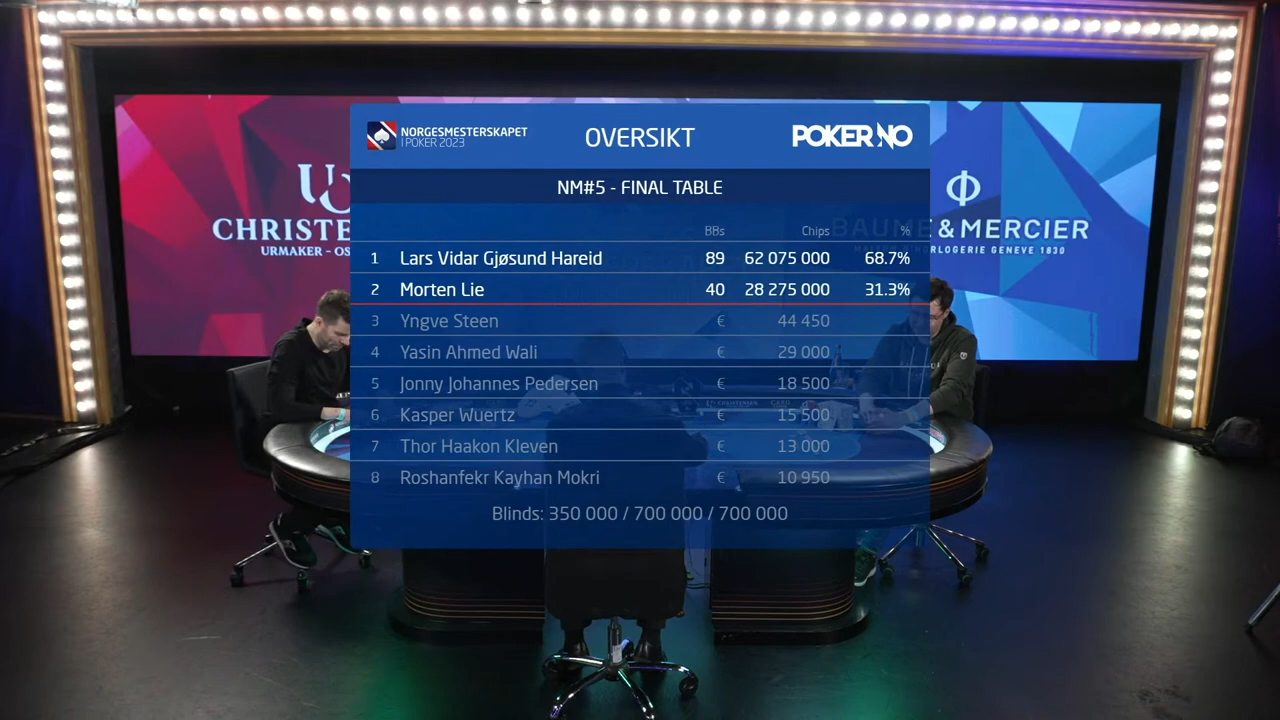 NORGESMESTERSKAPET
I POKER 2023
OVERSIKT
POKER NO
NM#5 - FINAL TABLE
BBs Chips %
1 Lars Vidar Gjøsund Hareid 89 62 075 000 68.7%
2 Morten Lie 40 28 275 000 31.3%
3 Yngve Steen € 44 450
4 Yasin Ahmed Wali € 29 000
5 Jonny Johannes Pedersen € 18 500
6 Kasper Wuertz € 15 500
7 Thor Haakon Kleven € 13 000
8 Roshanfekr Kayhan Mokri € 10 950
Blinds: 350 000 / 700 000 / 700 000
CHRISTE
URMAKER - OS
BAUME & MERCIER
MAISON D'HORLOGERIE GENEVE 1830